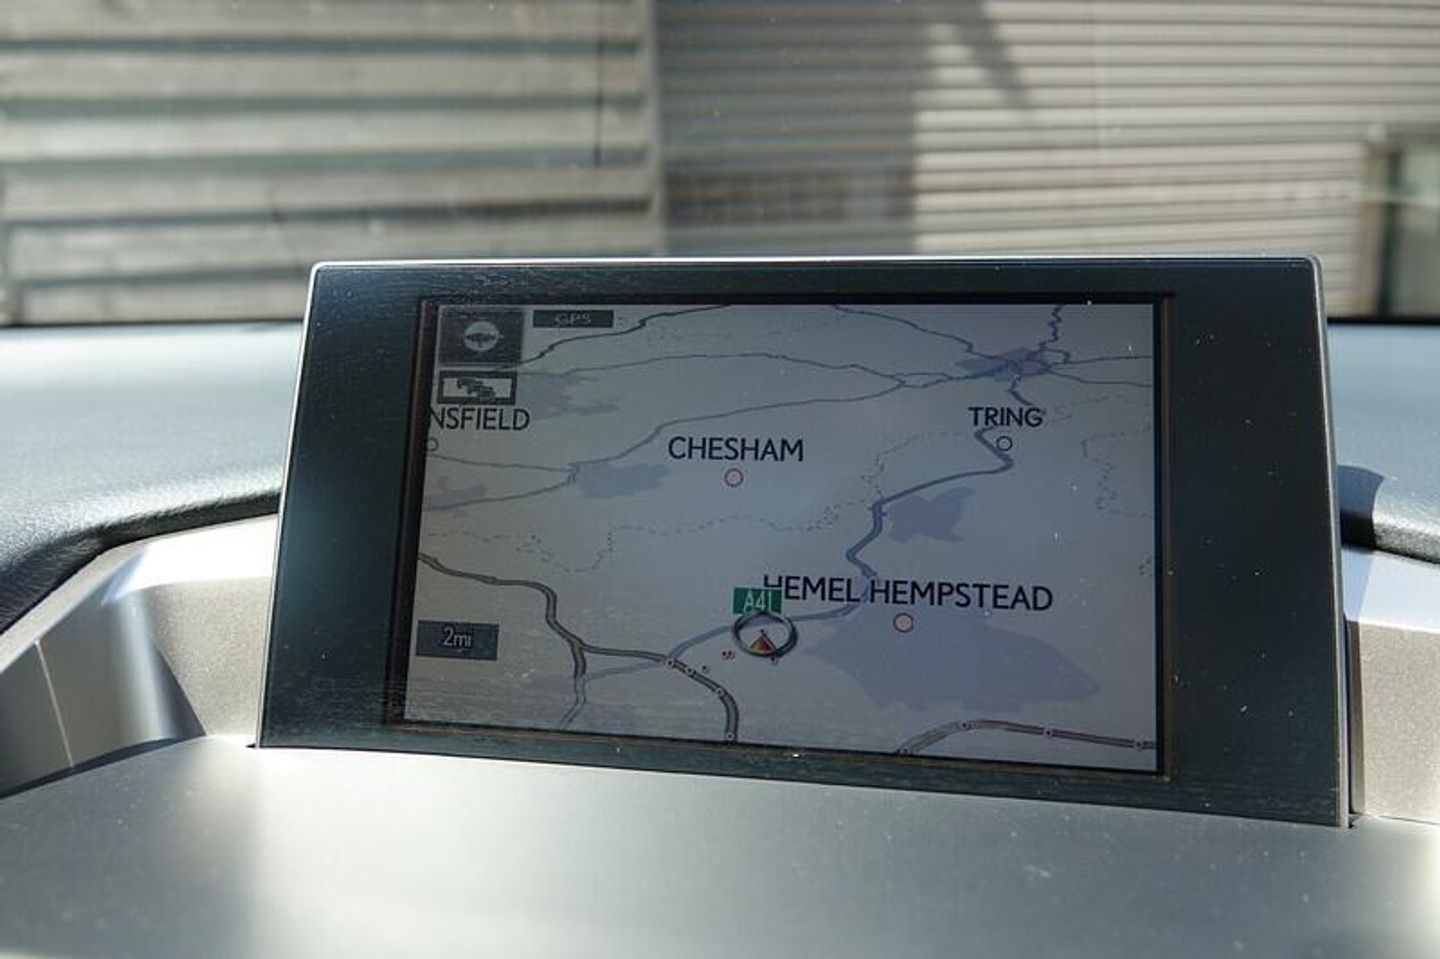 GPS
NSFIELD
TRING
CHESHAM
HEMEL HEMPSTEAD
A41
2mi